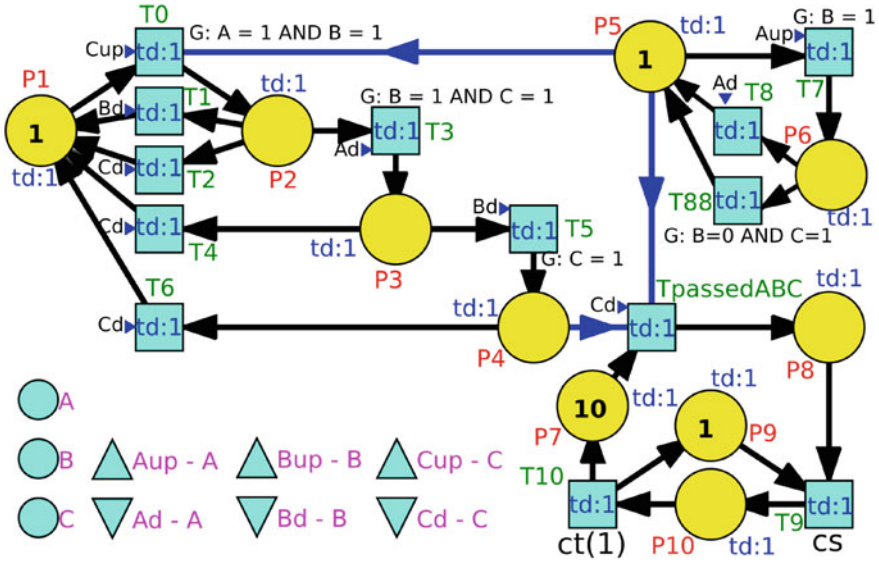 T0
G: A = 1 AND B = 1
P5
td:1
G: B = 1
Cup
td:1
1
Aup
td:1
P1
td:1
T8
T7
Bd
td:1
T1
G: B = 1 AND C = 1
Ad
1
td:1
T3
td:1
P6
Ad
Cd
td:1
T2
P2
td:1
T88
td:1
Bd
G: B=0 AND C=1
td:1
Cd
td:1
T4
td:1
P3
td:1
T5
G: C = 1
T6
td:1
TpassedABC
td:1
Cd
Cd
td:1
td:1
P4
P8
td:1
td:1
A
10
P7
1
P9
B
Aup - A
Bup - B
Cup - C
T10
C
Ad - A
Bd - B
Cd - C
td:1
td:1
T9
ct(1)
P10
td:1
cs